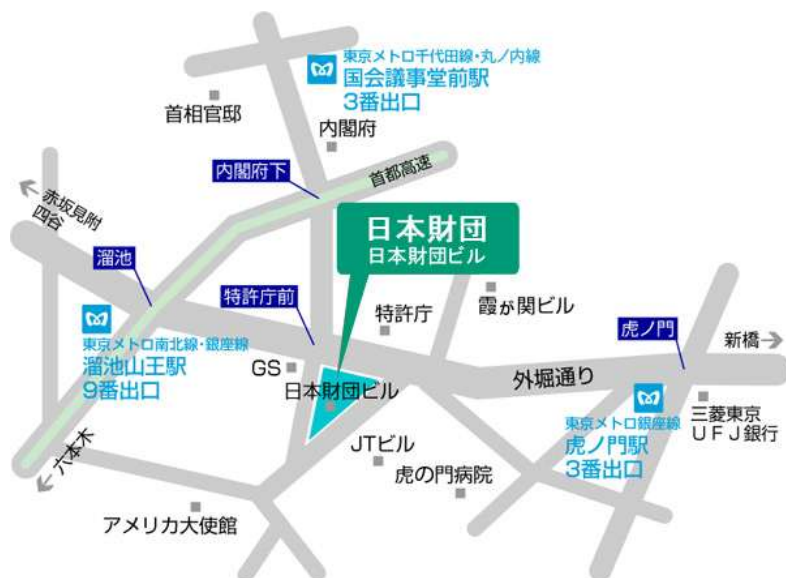 東京メトロ千代田線・丸ノ内線
国会議事堂前駅
3番出口
首相官邸
内閣府
内閣府下
首都高速
赤坂見附
四谷
日本財団
日本財団ビル
溜池
特許庁前
特許庁
霞が関ビル
虎ノ門
新橋
東京メトロ南北線・銀座線
溜池山王駅
9番出口
GS
日本財団ビル
外堀通り
東京メトロ銀座線
虎ノ門駅
3番出口
三菱東京
UFJ銀行
六本木
JTビル
虎の門病院
アメリカ大使館